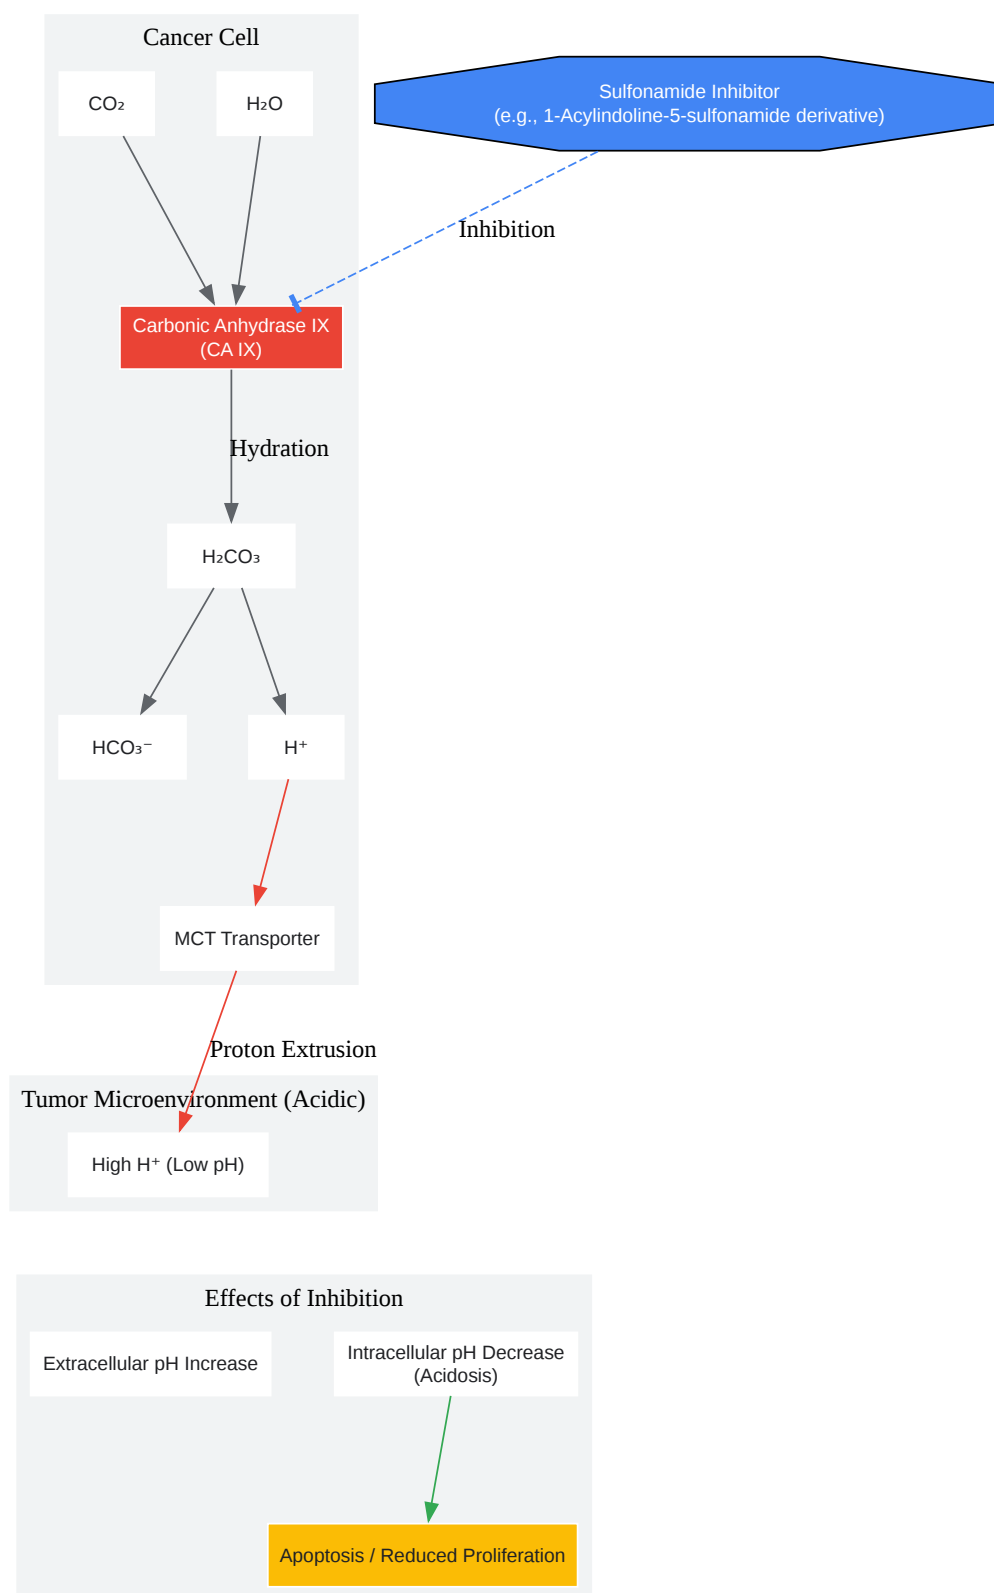 Cancer Cell
CO₂
H₂O
Sulfonamide Inhibitor
(e.g., 1-Acylindoline-5-sulfonamide derivative)
Inhibition
Carbonic Anhydrase IX
(CA IX)
Hydration
H₂CO₃
HCO₃⁻
H⁺
MCT Transporter
Proton Extrusion
Tumor Microenvironment (Acidic)
High H⁺ (Low pH)
Effects of Inhibition
Extracellular pH Increase
Intracellular pH Decrease
(Acidosis)
Apoptosis / Reduced Proliferation